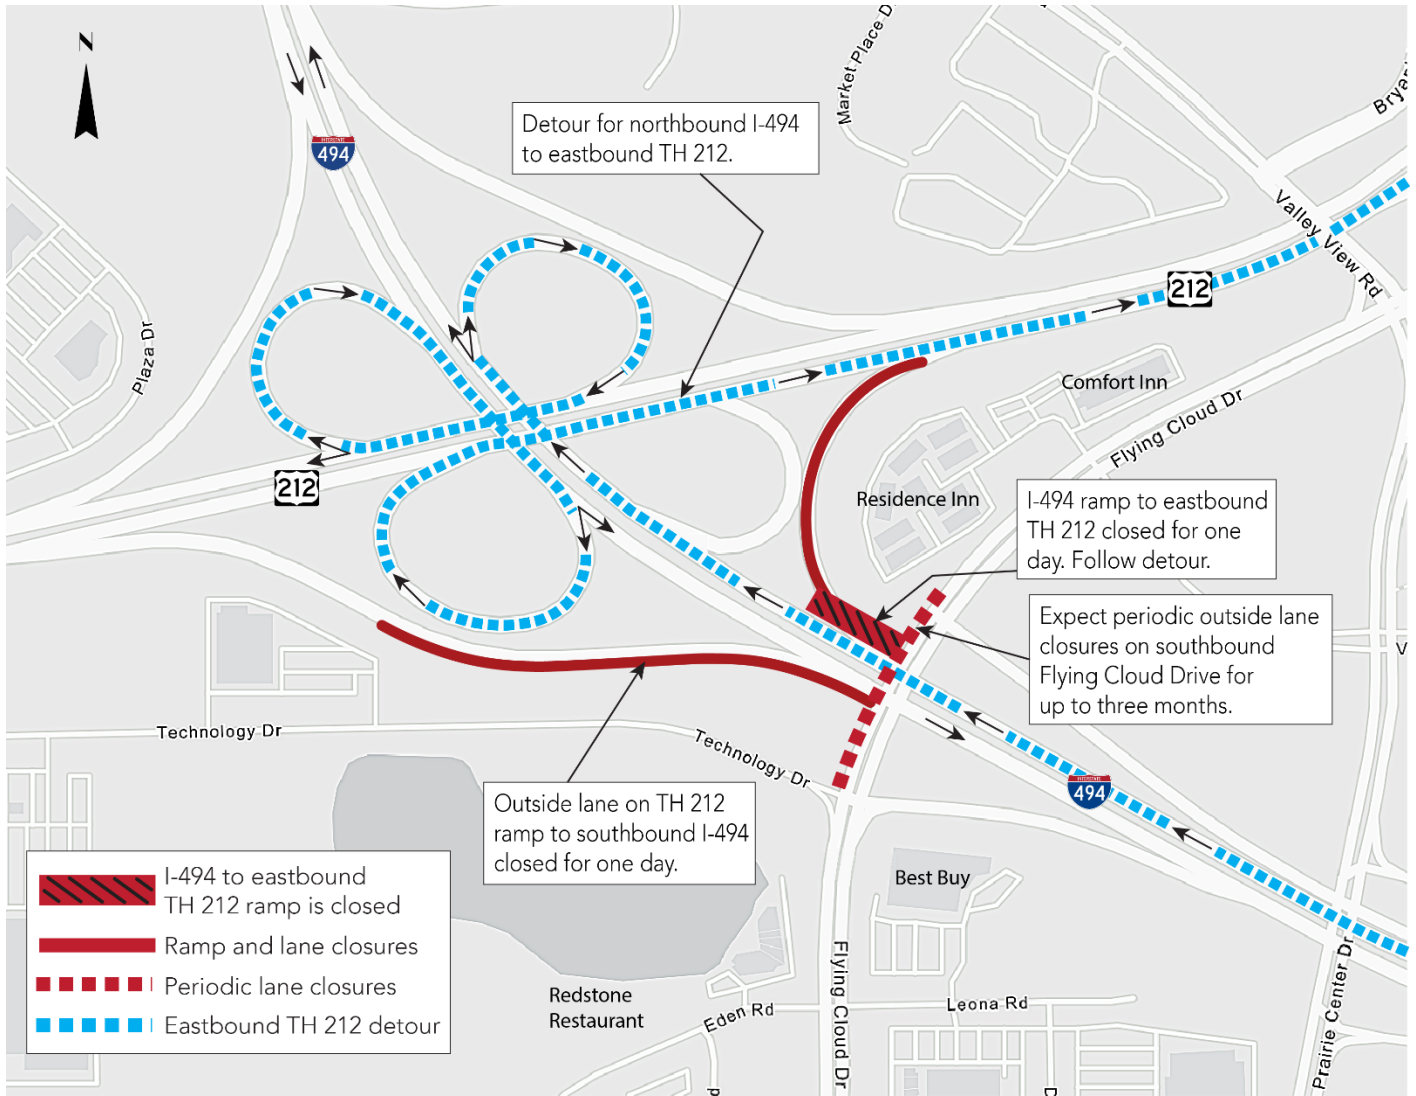 N
Market Place D
Bryan
INTERSTATE
494
Detour for northbound I-494
to eastbound TH 212.
Valley View Rd
212
Plaza Dr
Comfort Inn
Flying Cloud Dr
212
Residence Inn
I-494 ramp to eastbound
TH 212 closed for one
day. Follow detour.
Expect periodic outside lane
closures on southbound
Flying Cloud Drive for
up to three months.
V
Technology Dr
Technology Dr
INTERSTATE
494
Outside lane on TH 212
ramp to southbound I-494
closed for one day.
Best Buy
I-494 to eastbound
TH 212 ramp is closed
Ramp and lane closures
Periodic lane closures
Eastbound TH 212 detour
Redstone
Restaurant
Eden Rd
Flying Cloud Dr
Leona Rd
Prairie Center Dr
D